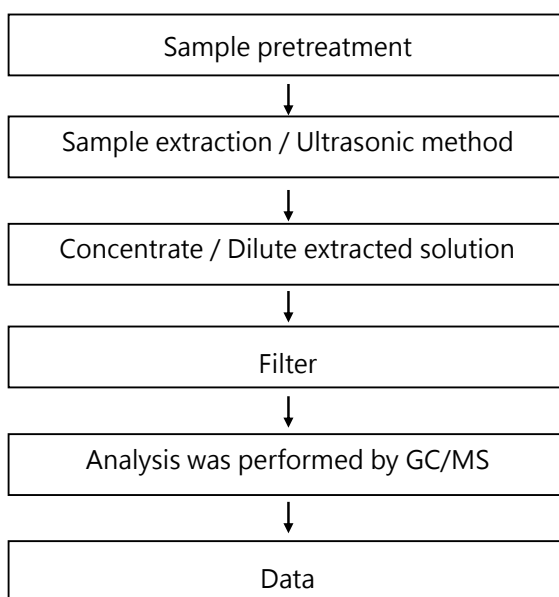 Sample pretreatment
Sample extraction / Ultrasonic method
Concentrate / Dilute extracted solution
Filter
Analysis was performed by GC/MS
Data